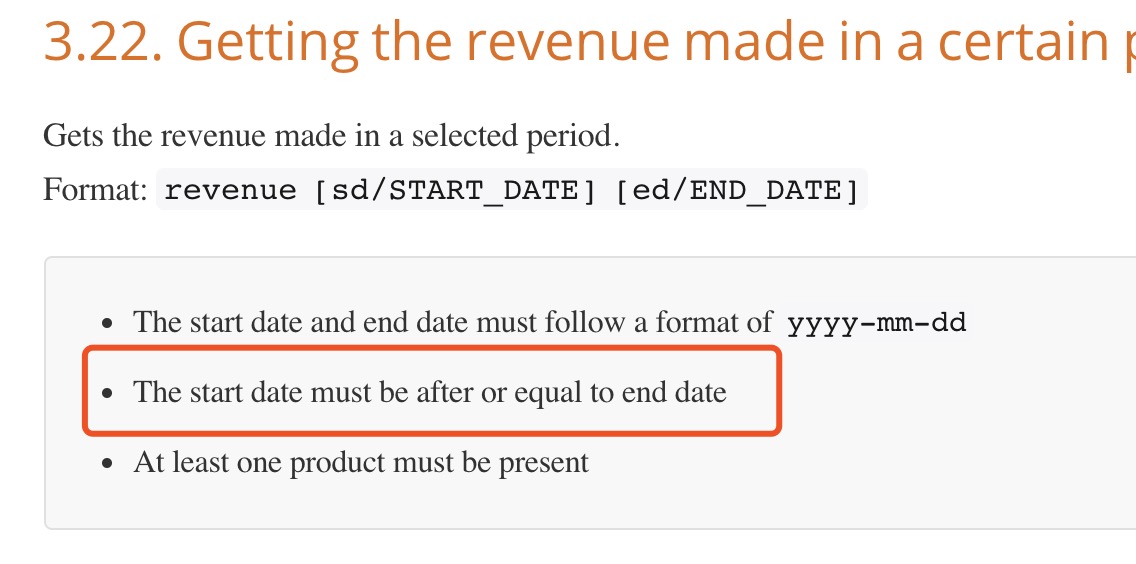 3.22. Getting the revenue made in a certain
Gets the revenue made in a selected period.
Format: revenue [sd/START_DATE] [ed/END_DATE]
• The start date and end date must follow a format of yyyy-mm-dd
• The start date must be after or equal to end date
• At least one product must be present